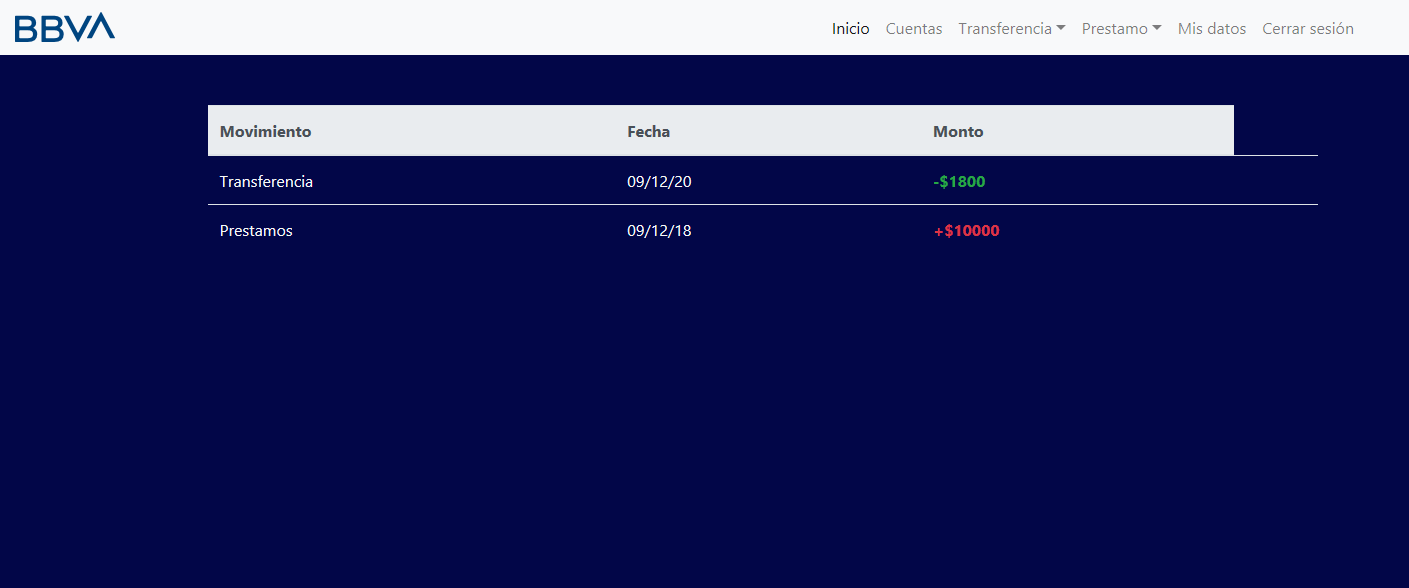 BBVA Inicio Cuentas Transferencia Prestamo Mis datos Cerrar sesión
Movimiento Fecha Monto
Transferencia 09/12/20 -$1800
Prestamos 09/12/18 +$10000